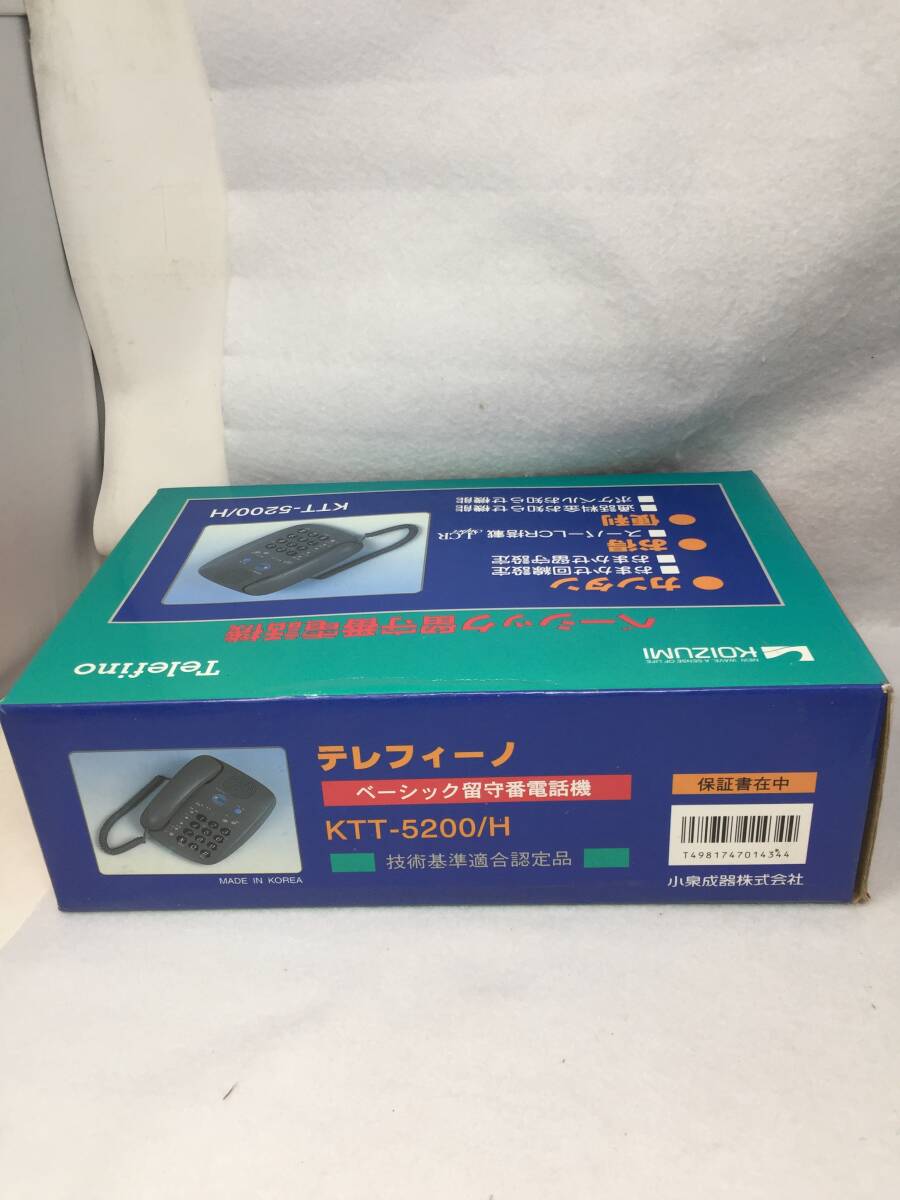 KOIZUMI
NEW WAVE, A SENSE OF LIFE
Telefino
ベーシック留守番電話機
●カンタン
■おまかせ回線設定
■おまかせ留守設定
●お得
■スーパーLCR搭載
●便利
■通話料金お知らせ機能
■ポケベルお知らせ機能
KTT-5200/H
テレフィーノ
ベーシック留守番電話機
KTT-5200/H
技術基準適合認定品
MADE IN KOREA
保証書在中
T4981747014344
小泉成器株式会社